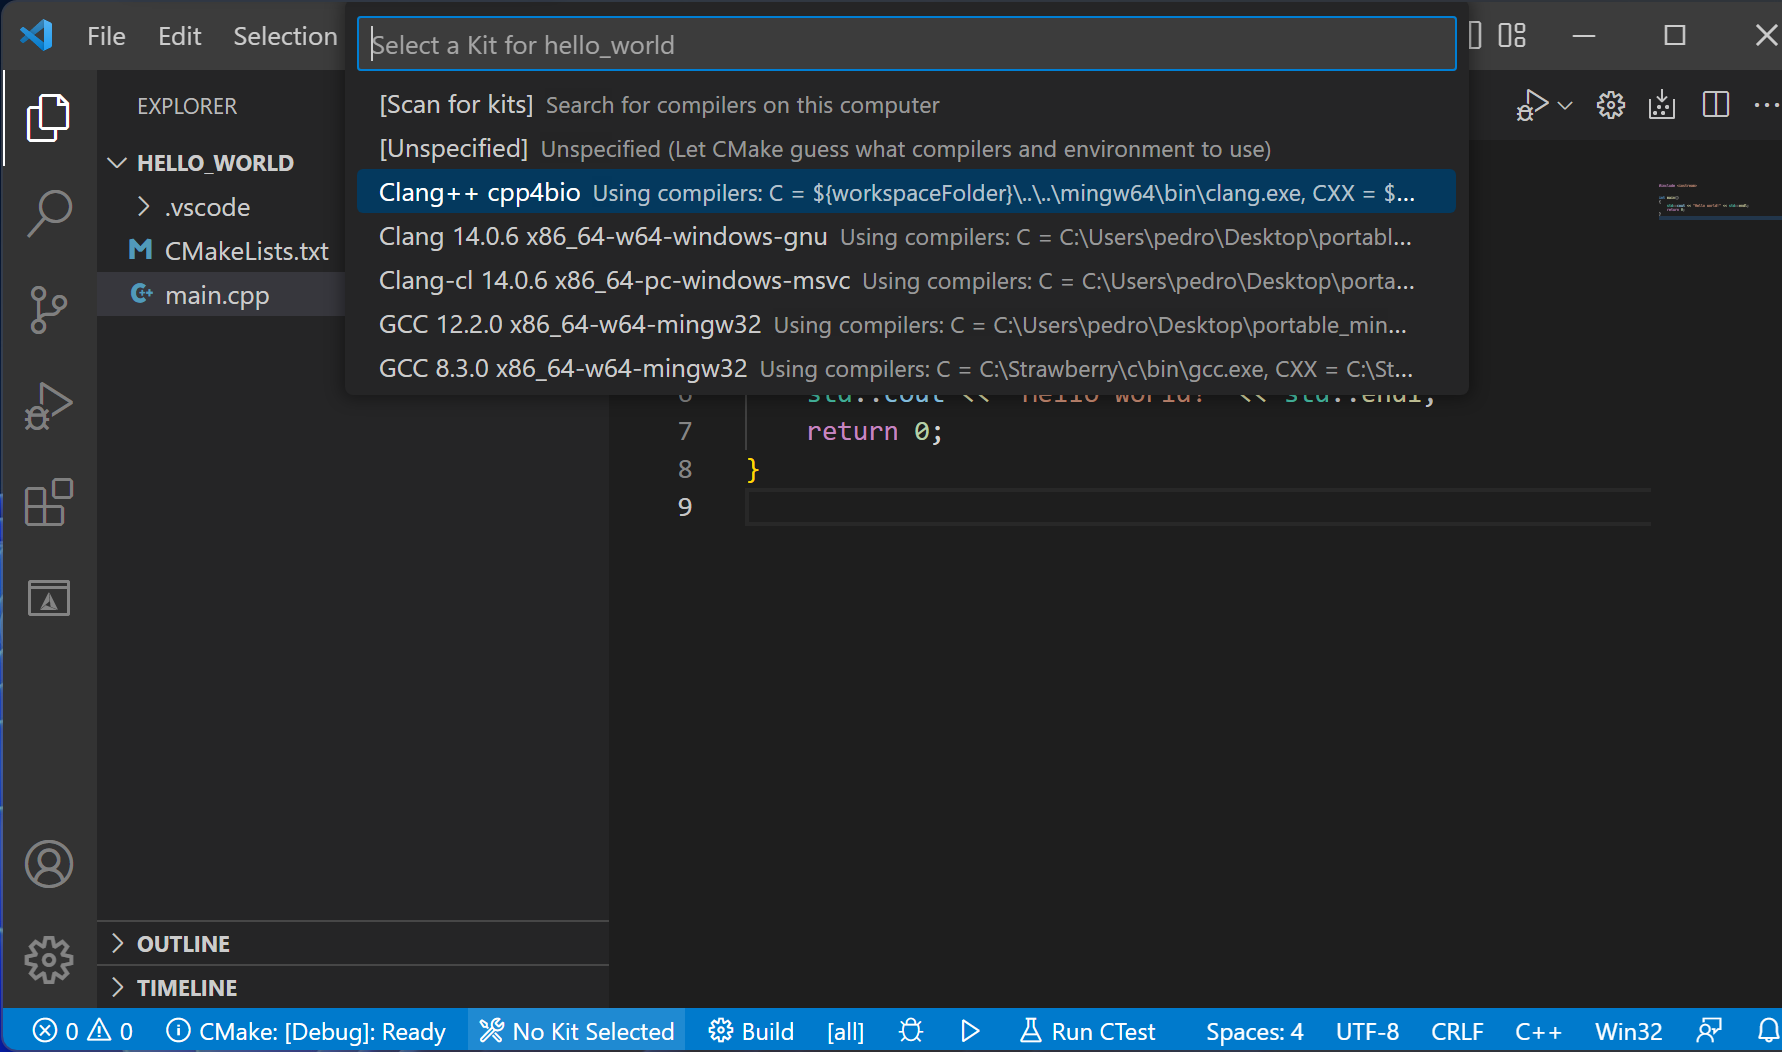 File Edit Selection
Select a Kit for hello_world
[Scan for kits] Search for compilers on this computer
[Unspecified] Unspecified (Let CMake guess what compilers and environment to use)
Clang++ cpp4bio Using compilers: C = ${workspaceFolder}\..\..\mingw64\bin\clang.exe, CXX = $...
Clang 14.0.6 x86_64-w64-windows-gnu Using compilers: C = C:\Users\pedro\Desktop\portabl...
Clang-cl 14.0.6 x86_64-pc-windows-msvc Using compilers: C = C:\Users\pedro\Desktop\porta...
GCC 12.2.0 x86_64-w64-mingw32 Using compilers: C = C:\Users\pedro\Desktop\portable_min...
GCC 8.3.0 x86_64-w64-mingw32 Using compilers: C = C:\Strawberry\c\bin\gcc.exe, CXX = C:\St...
EXPLORER
HELLO_WORLD
.vscode
M CMakeLists.txt
main.cpp
6 std::cout << "Hello World!" << std::endl;
7 return 0;
8 }
9
OUTLINE
TIMELINE
0 0 CMake: [Debug]: Ready No Kit Selected Build [all] Run CTest Spaces: 4 UTF-8 CRLF C++ Win32